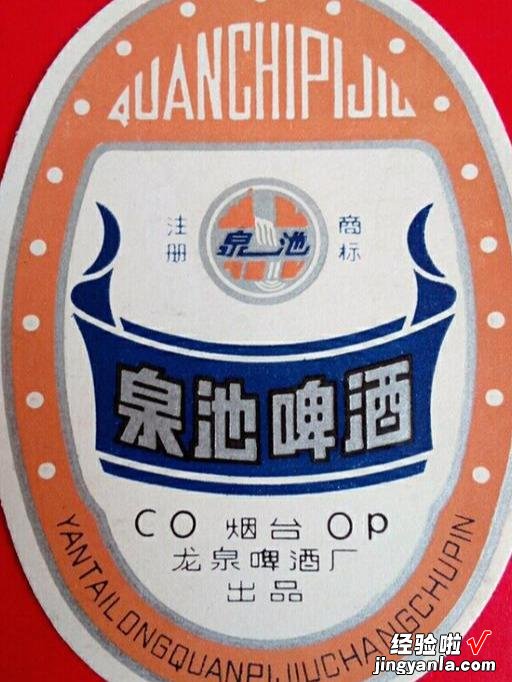 QUANCHIPIJIU
注册
商标
泉池
泉池啤酒
CO 烟台 OP
龙泉啤酒厂
出品
YANTAILONGQUANPIJIUCHANGCHUPIN
经验啦√
jingyanla.com